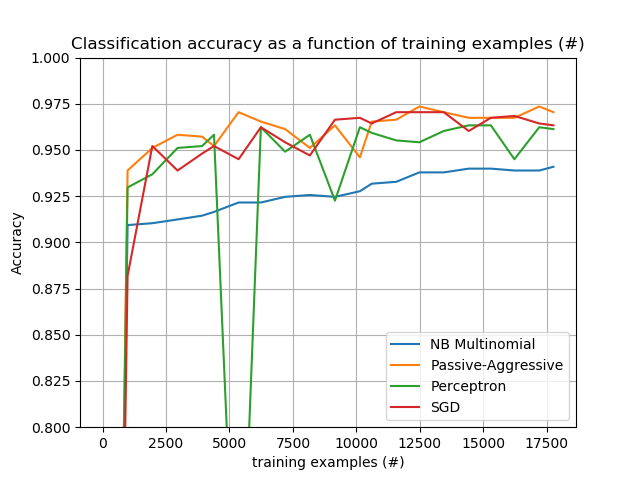 Classification accuracy as a function of training examples (#)
1.000
0.975
0.950
0.925
0.900
0.875
0.850
0.825
0.800
Accuracy
NB Multinomial
Passive-Aggressive
Perceptron
SGD
0 2500 5000 7500 10000 12500 15000 17500
training examples (#)